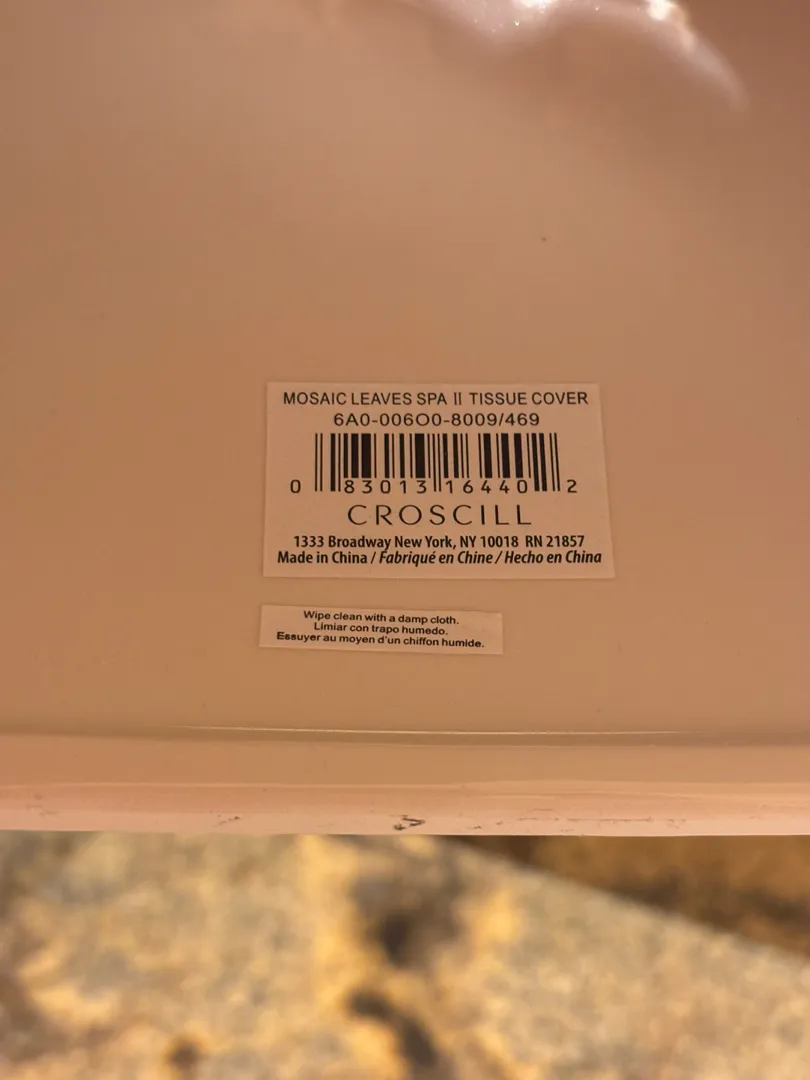 MOSAIC LEAVES SPA II TISSUE COVER
6A0-006O0-8009/469
0 83013 16440 2
CROSCILL
1333 Broadway New York, NY 10018 RN 21857
Made in China / Fabriqué en Chine / Hecho en China
Wipe clean with a damp cloth.
Limiar con trapo humedo.
Essuyer au moyen d'un chiffon humide.